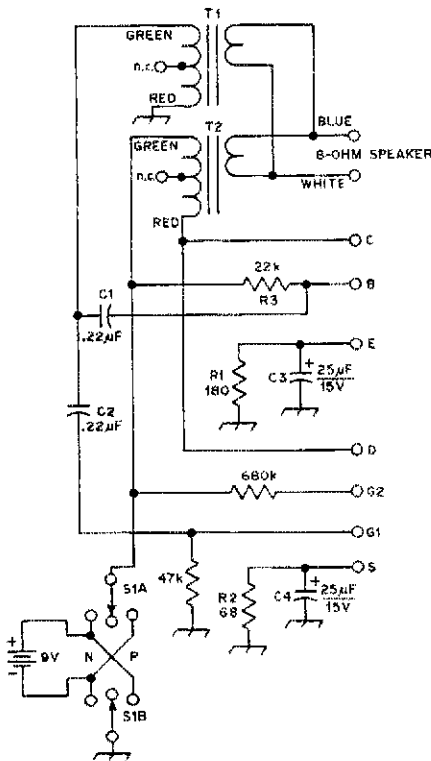 T1
GREEN
n.c.
RED
T2
BLUE
GREEN
8-OHM SPEAKER
n.c.
WHITE
RED
C
22k
B
R3
C1
.22µF
E
R1
180
+
C3
25µF
15V
C2
.22µF
D
680k
G2
G1
S1A
47k
S
R2
68
+
C4
25µF
15V
+
9V
-
N
P
S1B